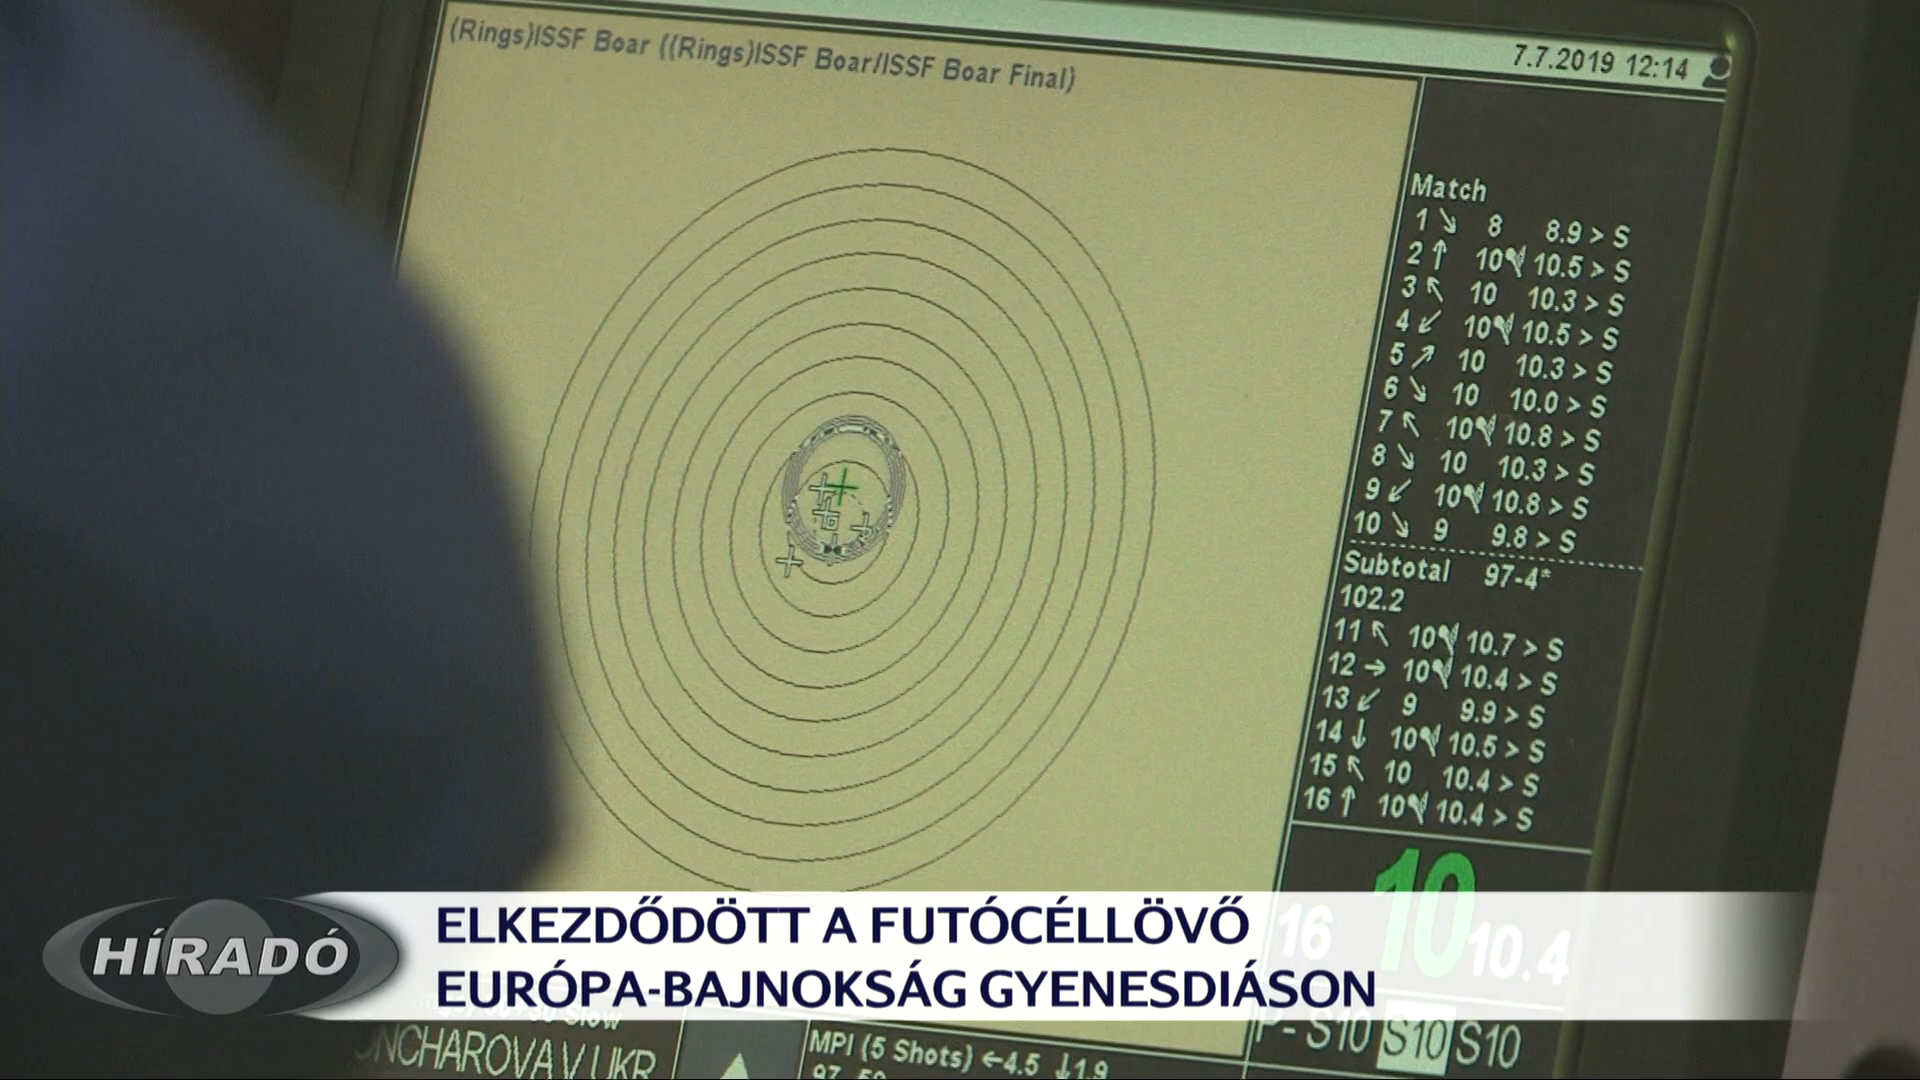 (Rings)ISSF Boar ((Rings)ISSF Boar/ISSF Boar Final)
7.7.2019 12:14
Match
1 ↘ 8 8.9 > S
2 ↑ 10 10.5 > S
3 ↖ 10 10.3 > S
4 ↙ 10 10.5 > S
5 ↗ 10 10.3 > S
6 ↘ 10 10.0 > S
7 ↖ 10 10.8 > S
8 ↘ 10 10.3 > S
9 ↙ 10 10.8 > S
10 ↘ 9 9.8 > S
Subtotal 97-4*
102.2
11 ↖ 10 10.7 > S
12 → 10 10.4 > S
13 ↙ 9 9.9 > S
14 ↓ 10 10.5 > S
15 ↖ 10 10.4 > S
16 ↑ 10 10.4 > S
16 10 10.4
HÍRADÓ
ELKEZDŐDÖTT A FUTÓCÉLLÖVŐ
EURÓPA-BAJNOKSÁG GYENESDIÁSON
Slow
P- S10 S10 S10
NCHAROVA V UKR
MPI (5 Shots) ←4.5 ↓1.9